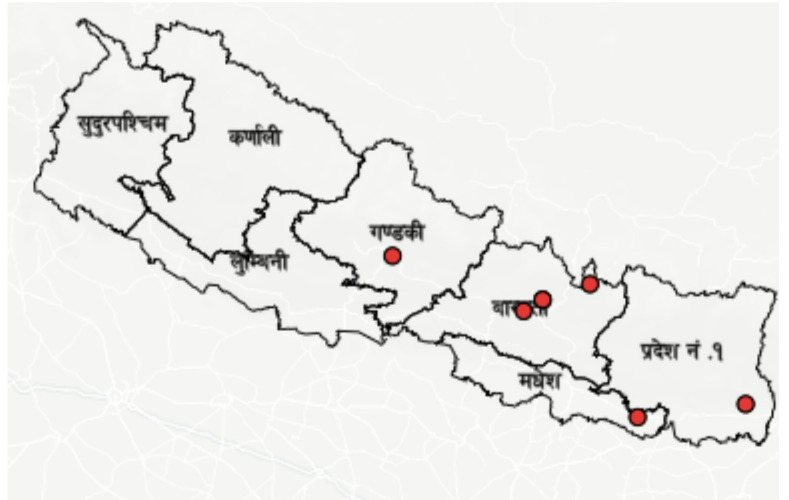 सुदुरपश्चिम
कर्णाली
गण्डकी
लुम्बिनी
प्रदेश नं .१
मधेश